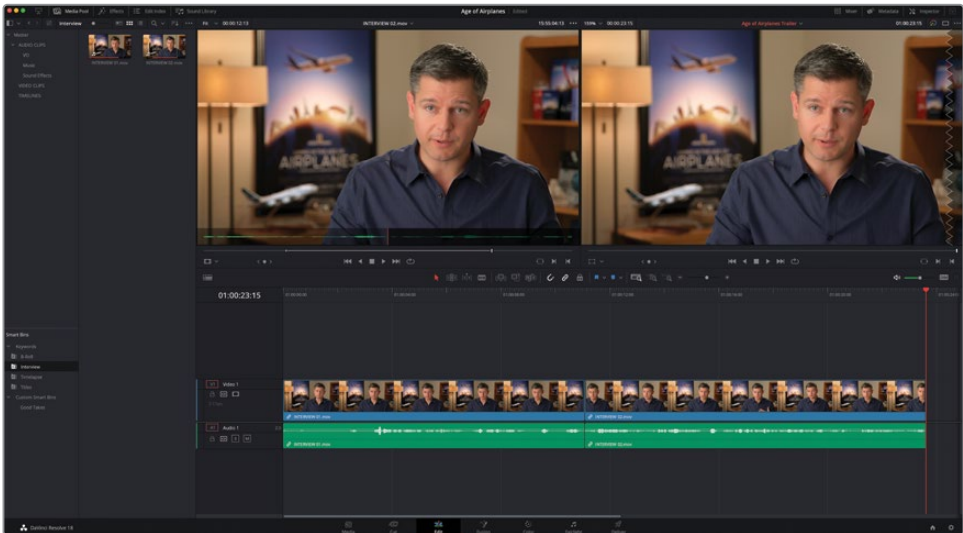 Media Pool
Effects
Edit Index
Sound Library
Age of Airplanes
Edited
Mixer
Metadata
Inspector
Interview
Fit
00:00:12:13
INTERVIEW 02.mov
15:55:04:13
109%
00:00:23:15
Age of Airplanes Trailer
01:00:23:15
Master
AUDIO CLIPS
VO
Music
Sound Effects
VIDEO CLIPS
TIMELINES
INTERVIEW 01.mov
INTERVIEW 02.mov
AIRPLANES
AIRPLANES
01:00:23:15
Smart Bins
Keywords
B-Roll
Interview
Timelapse
Titles
Custom Smart Bins
Good Takes
V1
Video 1
INTERVIEW 01.mov
INTERVIEW 02.mov
A1
Audio 1
INTERVIEW 01.mov
INTERVIEW 02.mov
DaVinci Resolve 18
Media
Cut
Edit
Fusion
Color
Fairlight
Deliver